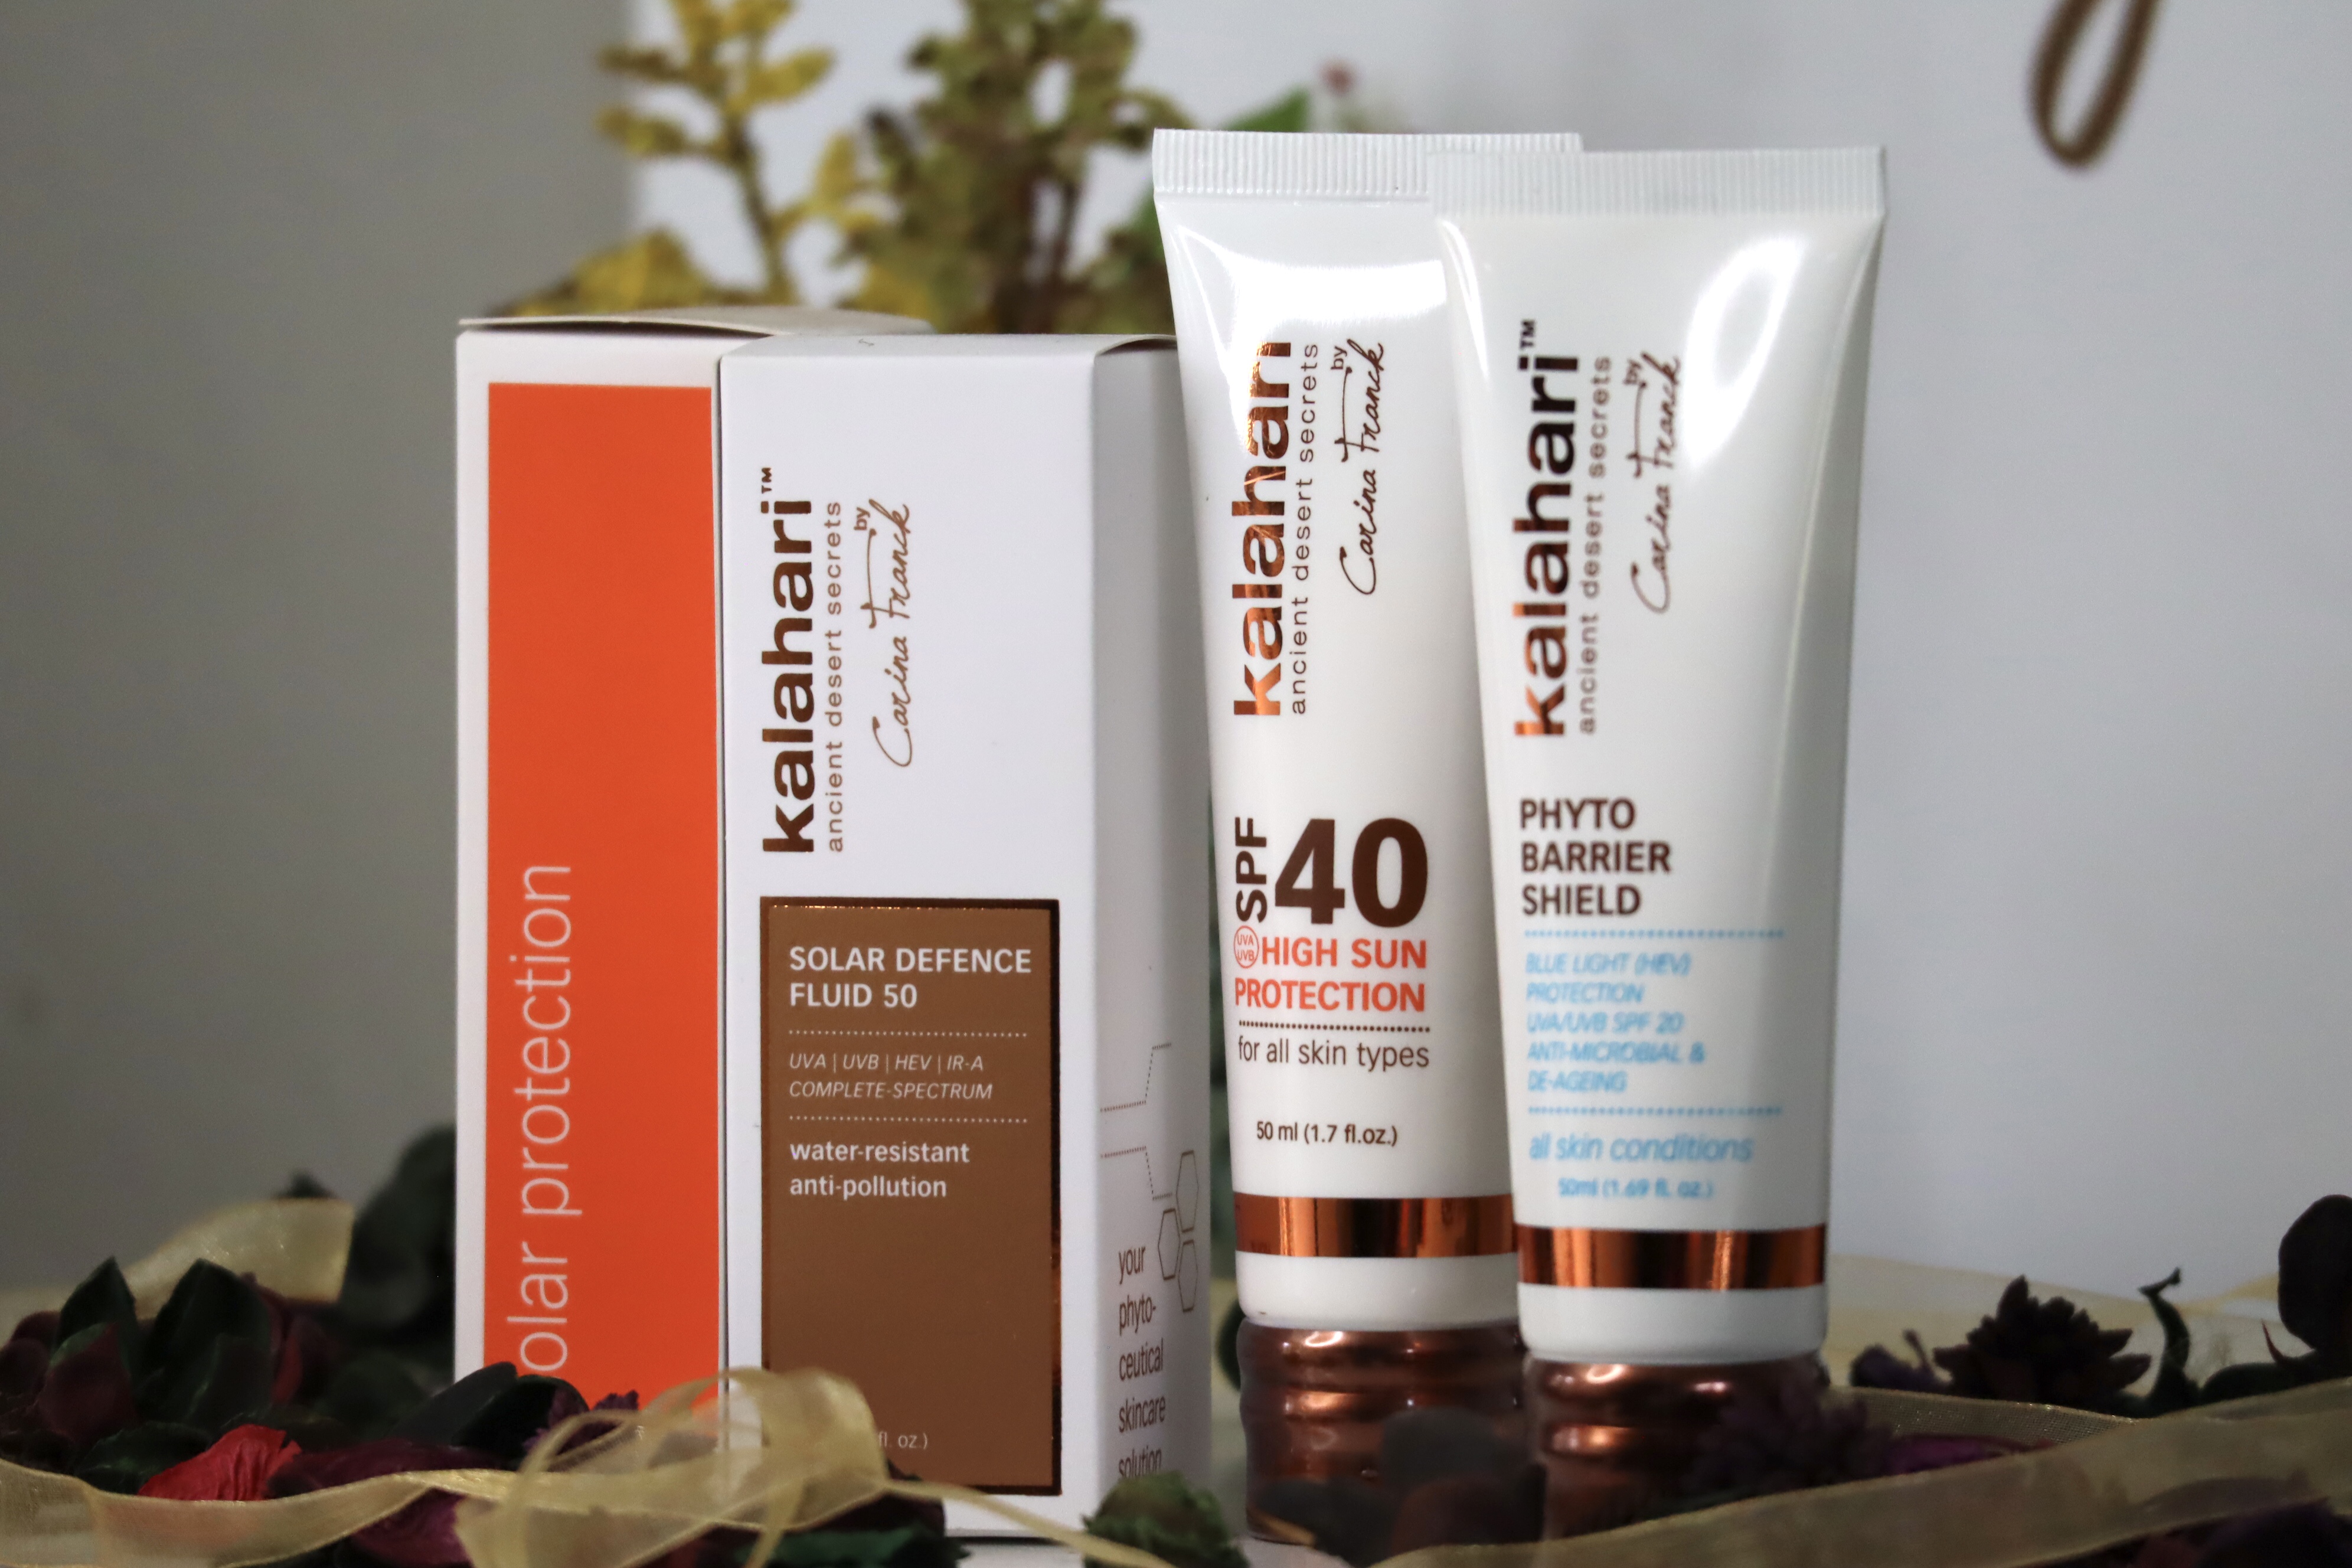 olar protection
kalahari™
ancient desert secrets
by
Carina Franck
SOLAR DEFENCE
FLUID 50
UVA | UVB | HEV | IR-A
COMPLETE-SPECTRUM
water-resistant
anti-pollution
fl. oz.)
your
phyto-
ceutical
skincare
solution
kalahari
ancient desert secrets
by
Carina Franck
SPF 40
UVA
UVB
HIGH SUN
PROTECTION
for all skin types
50 ml (1.7 fl.oz.)
kalahari™
ancient desert secrets
by
Carina Franck
PHYTO
BARRIER
SHIELD
BLUE LIGHT (HEV)
PROTECTION
UVA/UVB SPF 20
ANTI-MICROBIAL &
DE-AGEING
all skin conditions
50ml (1.69 fl. oz.)